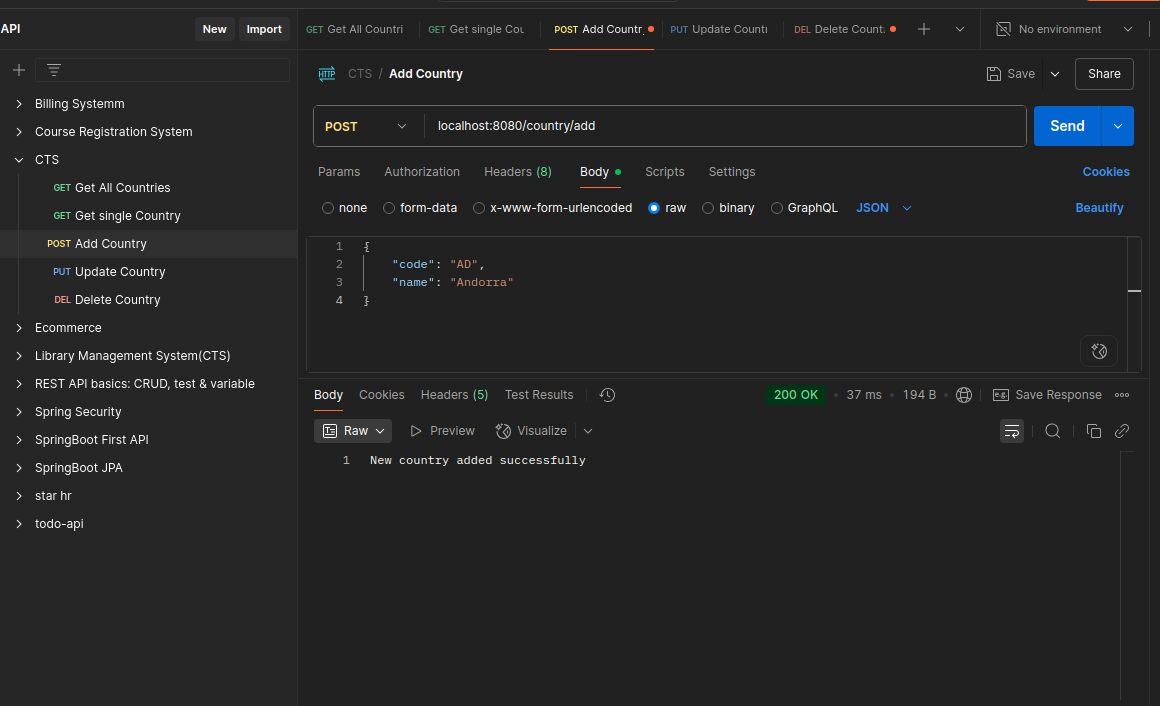 API
New
Import
GET Get All Countri
GET Get single Cou
POST Add Country
PUT Update Countr
DEL Delete Count
No environment
CTS / Add Country
Save
Share
Billing Systemm
Course Registration System
CTS
GET Get All Countries
GET Get single Country
POST Add Country
PUT Update Country
DEL Delete Country
Ecommerce
Library Management System(CTS)
REST API basics: CRUD, test & variable
Spring Security
SpringBoot First API
SpringBoot JPA
star hr
todo-api
POST
localhost:8080/country/add
Send
Params Authorization Headers (8) Body Scripts Settings
Cookies
none form-data x-www-form-urlencoded raw binary GraphQL JSON
Beautify
1 {
2 "code": "AD",
3 "name": "Andorra"
4 }
Body Cookies Headers (5) Test Results
200 OK • 37 ms • 194 B
e.g. Save Response
Raw Preview Visualize
1 New country added successfully